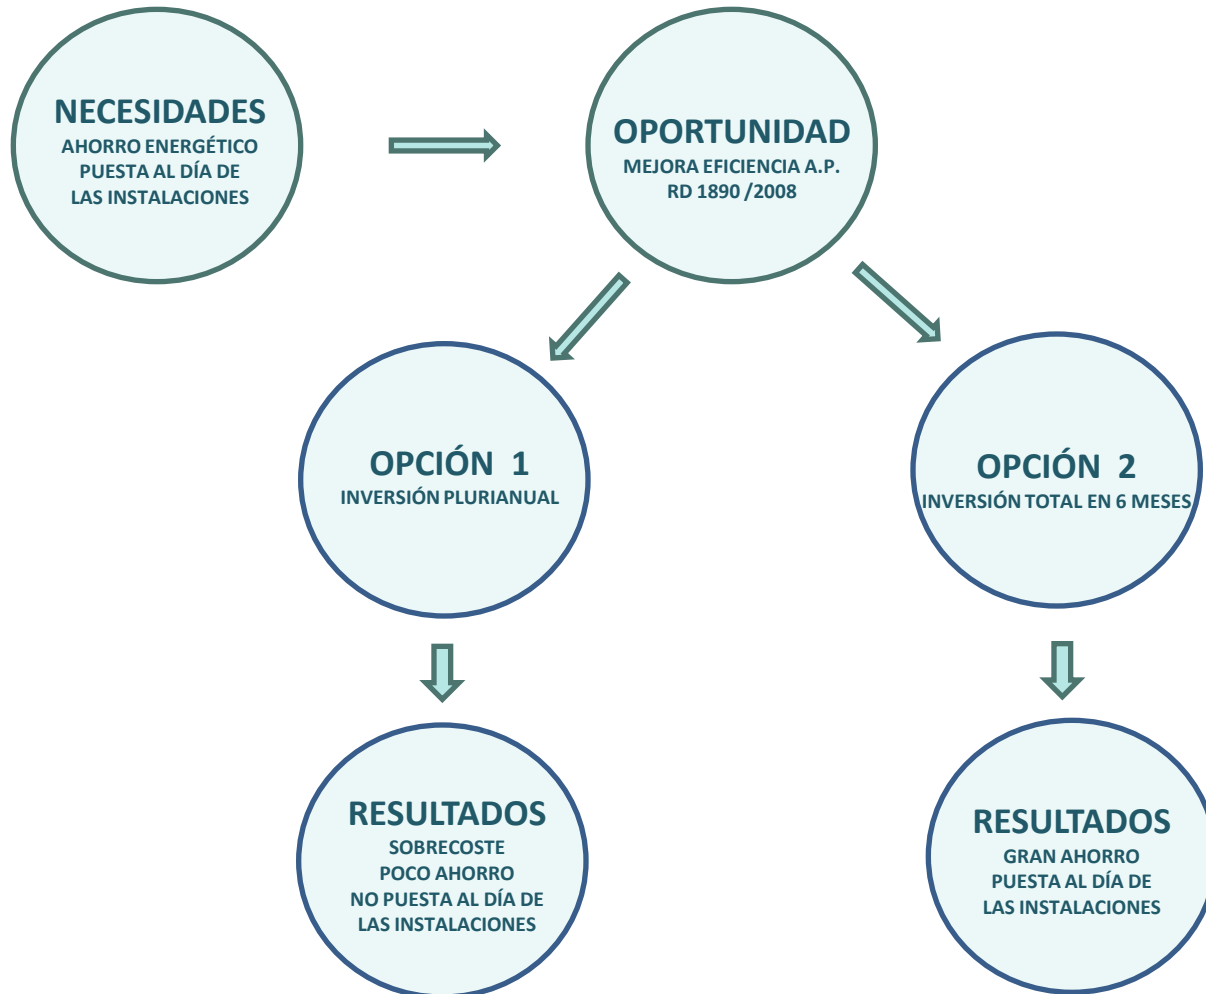 NECESIDADES
AHORRO ENERGÉTICO
PUESTA AL DÍA DE
LAS INSTALACIONES
OPORTUNIDAD
MEJORA EFICIENCIA A.P.
RD 1890 /2008
OPCIÓN 1
INVERSIÓN PLURIANUAL
OPCIÓN 2
INVERSIÓN TOTAL EN 6 MESES
RESULTADOS
SOBRECOSTE
POCO AHORRO
NO PUESTA AL DÍA DE
LAS INSTALACIONES
RESULTADOS
GRAN AHORRO
PUESTA AL DÍA DE
LAS INSTALACIONES